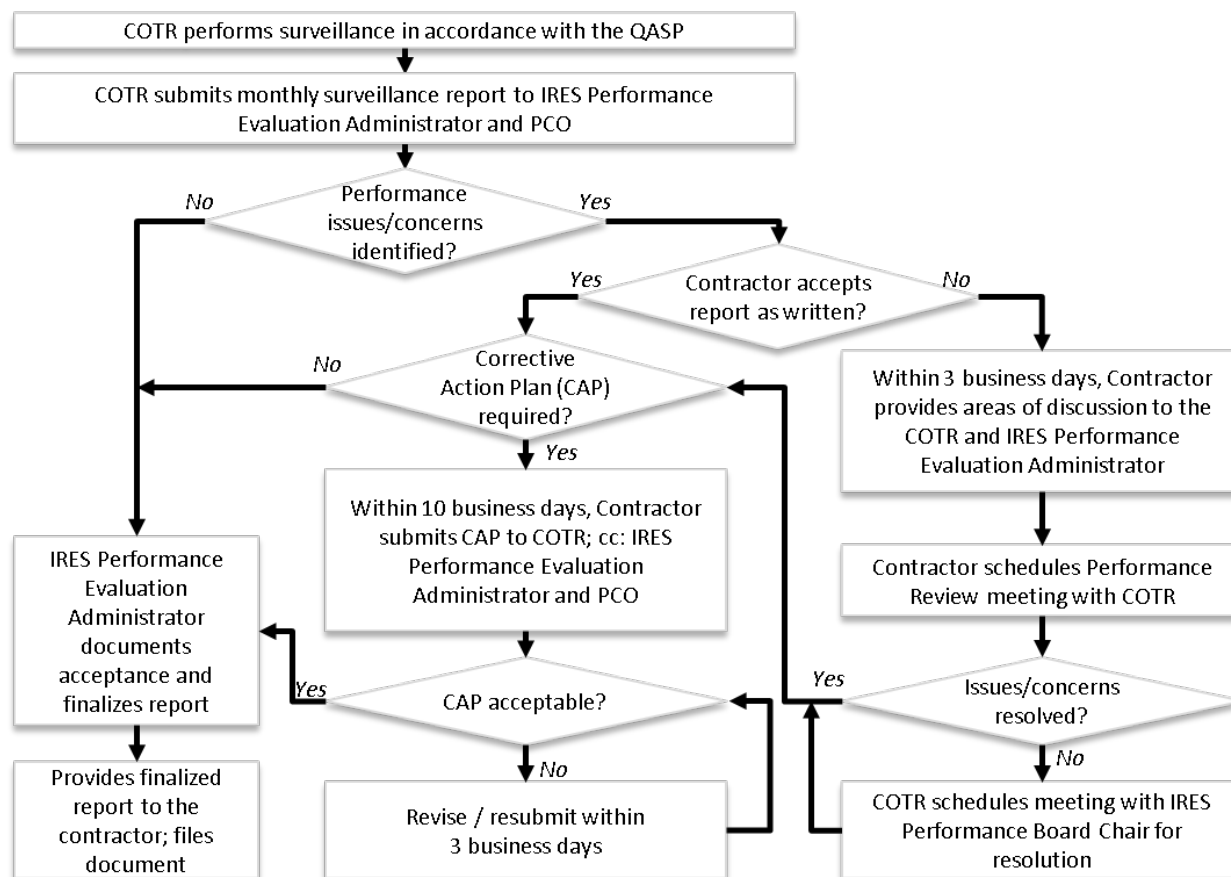 COTR performs surveillance in accordance with the QASP
COTR submits monthly surveillance report to IRES Performance
Evaluation Administrator and PCO
No
Performance
issues/concerns
identified?
Yes
Yes
Contractor accepts
report as written?
No
No
Corrective
Action Plan (CAP)
required?
Yes
Within 3 business days, Contractor
provides areas of discussion to the
COTR and IRES Performance
Evaluation Administrator
Within 10 business days, Contractor
submits CAP to COTR; cc: IRES
Performance Evaluation
Administrator and PCO
Contractor schedules Performance
Review meeting with COTR
IRES Performance
Evaluation
Administrator
documents
acceptance and
finalizes report
Yes
CAP acceptable?
No
Yes
Issues/concerns
resolved?
No
Provides finalized
report to the
contractor; files
document
Revise / resubmit within
3 business days
COTR schedules meeting with IRES
Performance Board Chair for
resolution